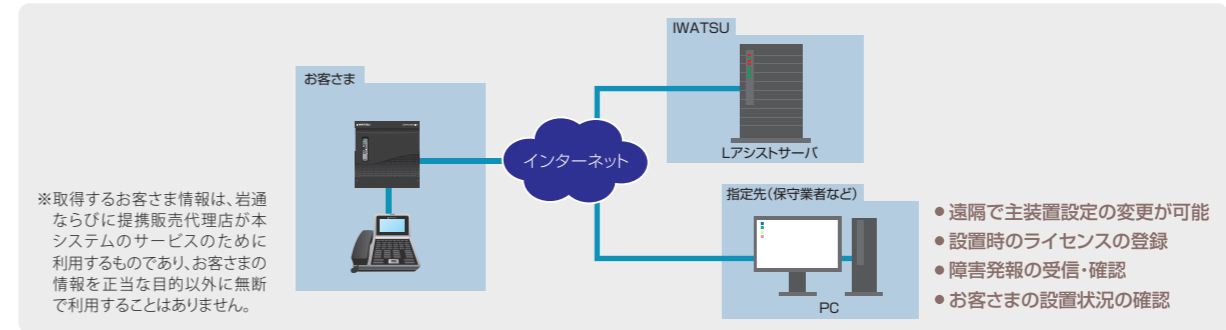 IWATSU
お客さま
インターネット
Lアシストサーバ
指定先(保守業者など)
PC
※取得するお客さま情報は、岩通
ならびに提携販売代理店が本
システムのサービスのために
利用するものであり、お客さまの
情報を正当な目的以外に無断
で利用することはありません。
●遠隔で主装置設定の変更が可能
●設置時のライセンスの登録
●障害発報の受信・確認
●お客さまの設置状況の確認